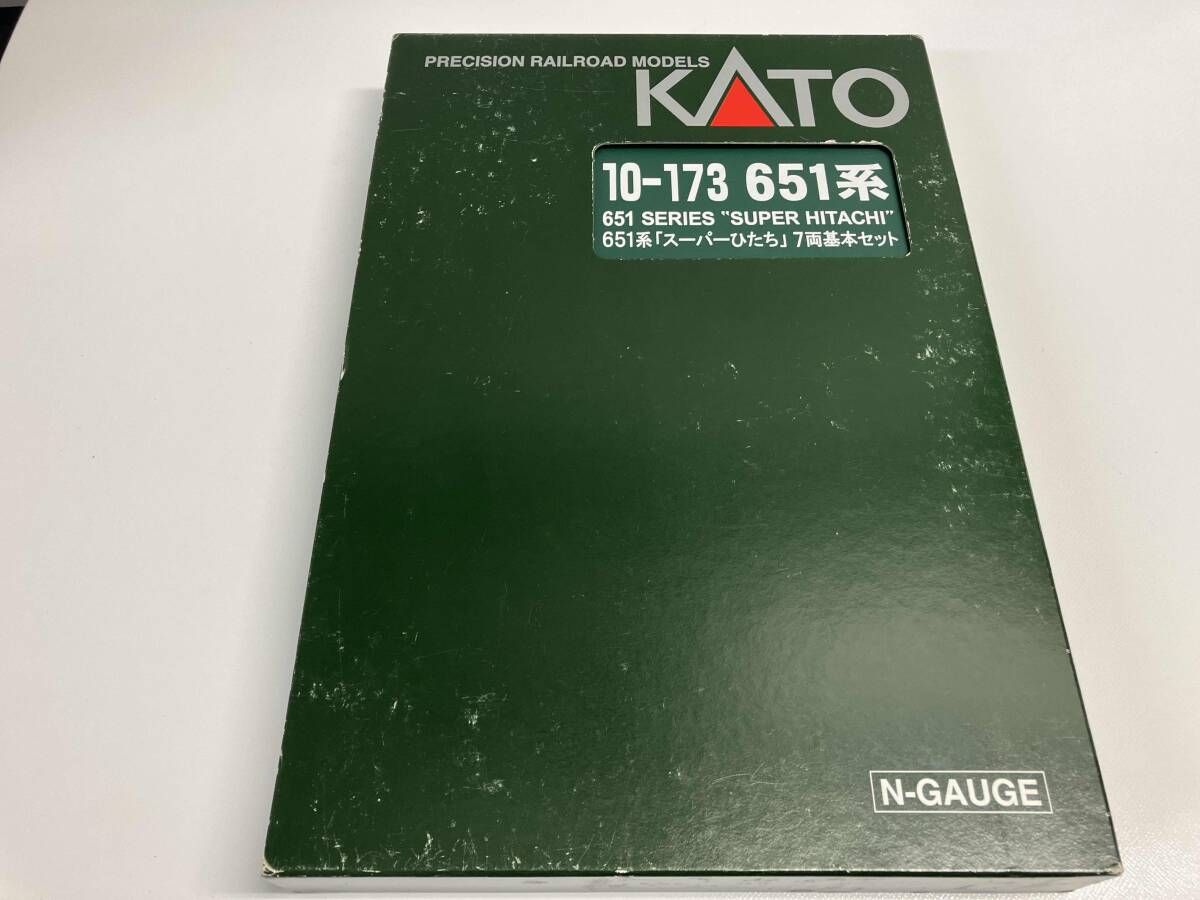 PRECISION RAILROAD MODELS
KATO
10-173 651系
651 SERIES "SUPER HITACHI"
651系「スーパーひたち」7両基本セット
N-GAUGE